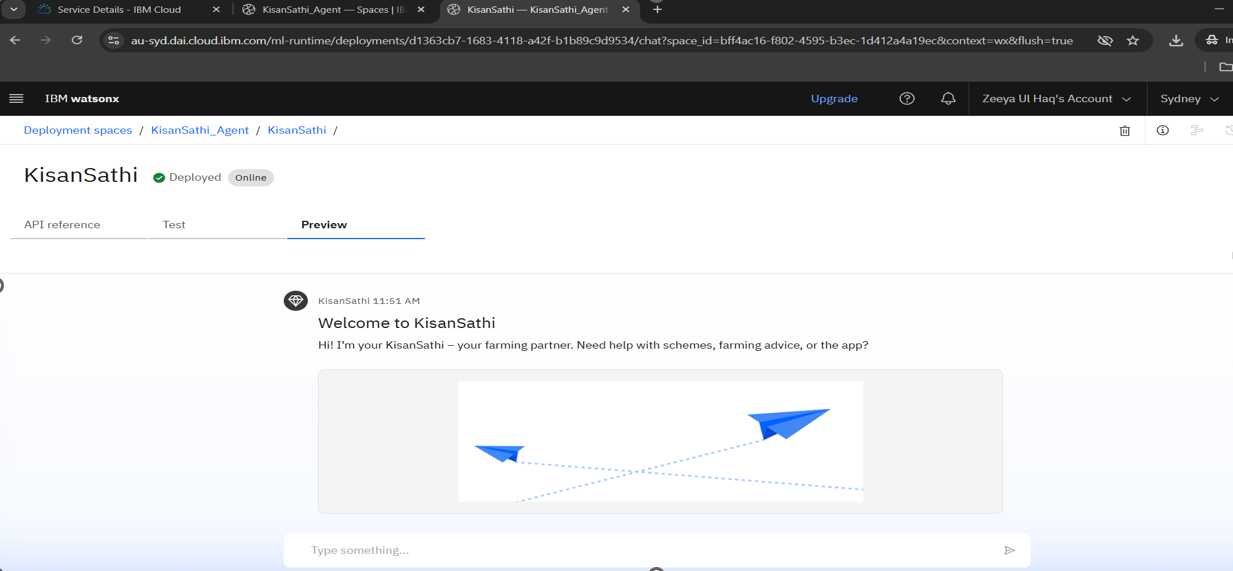 Service Details - IBM Cloud
KisanSathi_Agent — Spaces | IB
KisanSathi — KisanSathi_Agent
au-syd.dai.cloud.ibm.com/ml-runtime/deployments/d1363cb7-1683-4118-a42f-b1b89c9d9534/chat?space_id=bff4ac16-f802-4595-b3ec-1d412a4a19ec&context=wx&flush=true
In
IBM watsonx
Upgrade
Zeeya Ul Haq's Account
Sydney
Deployment spaces / KisanSathi_Agent / KisanSathi /
KisanSathi
Deployed
Online
API reference
Test
Preview
KisanSathi 11:51 AM
Welcome to KisanSathi
Hi! I'm your KisanSathi – your farming partner. Need help with schemes, farming advice, or the app?
Type something...